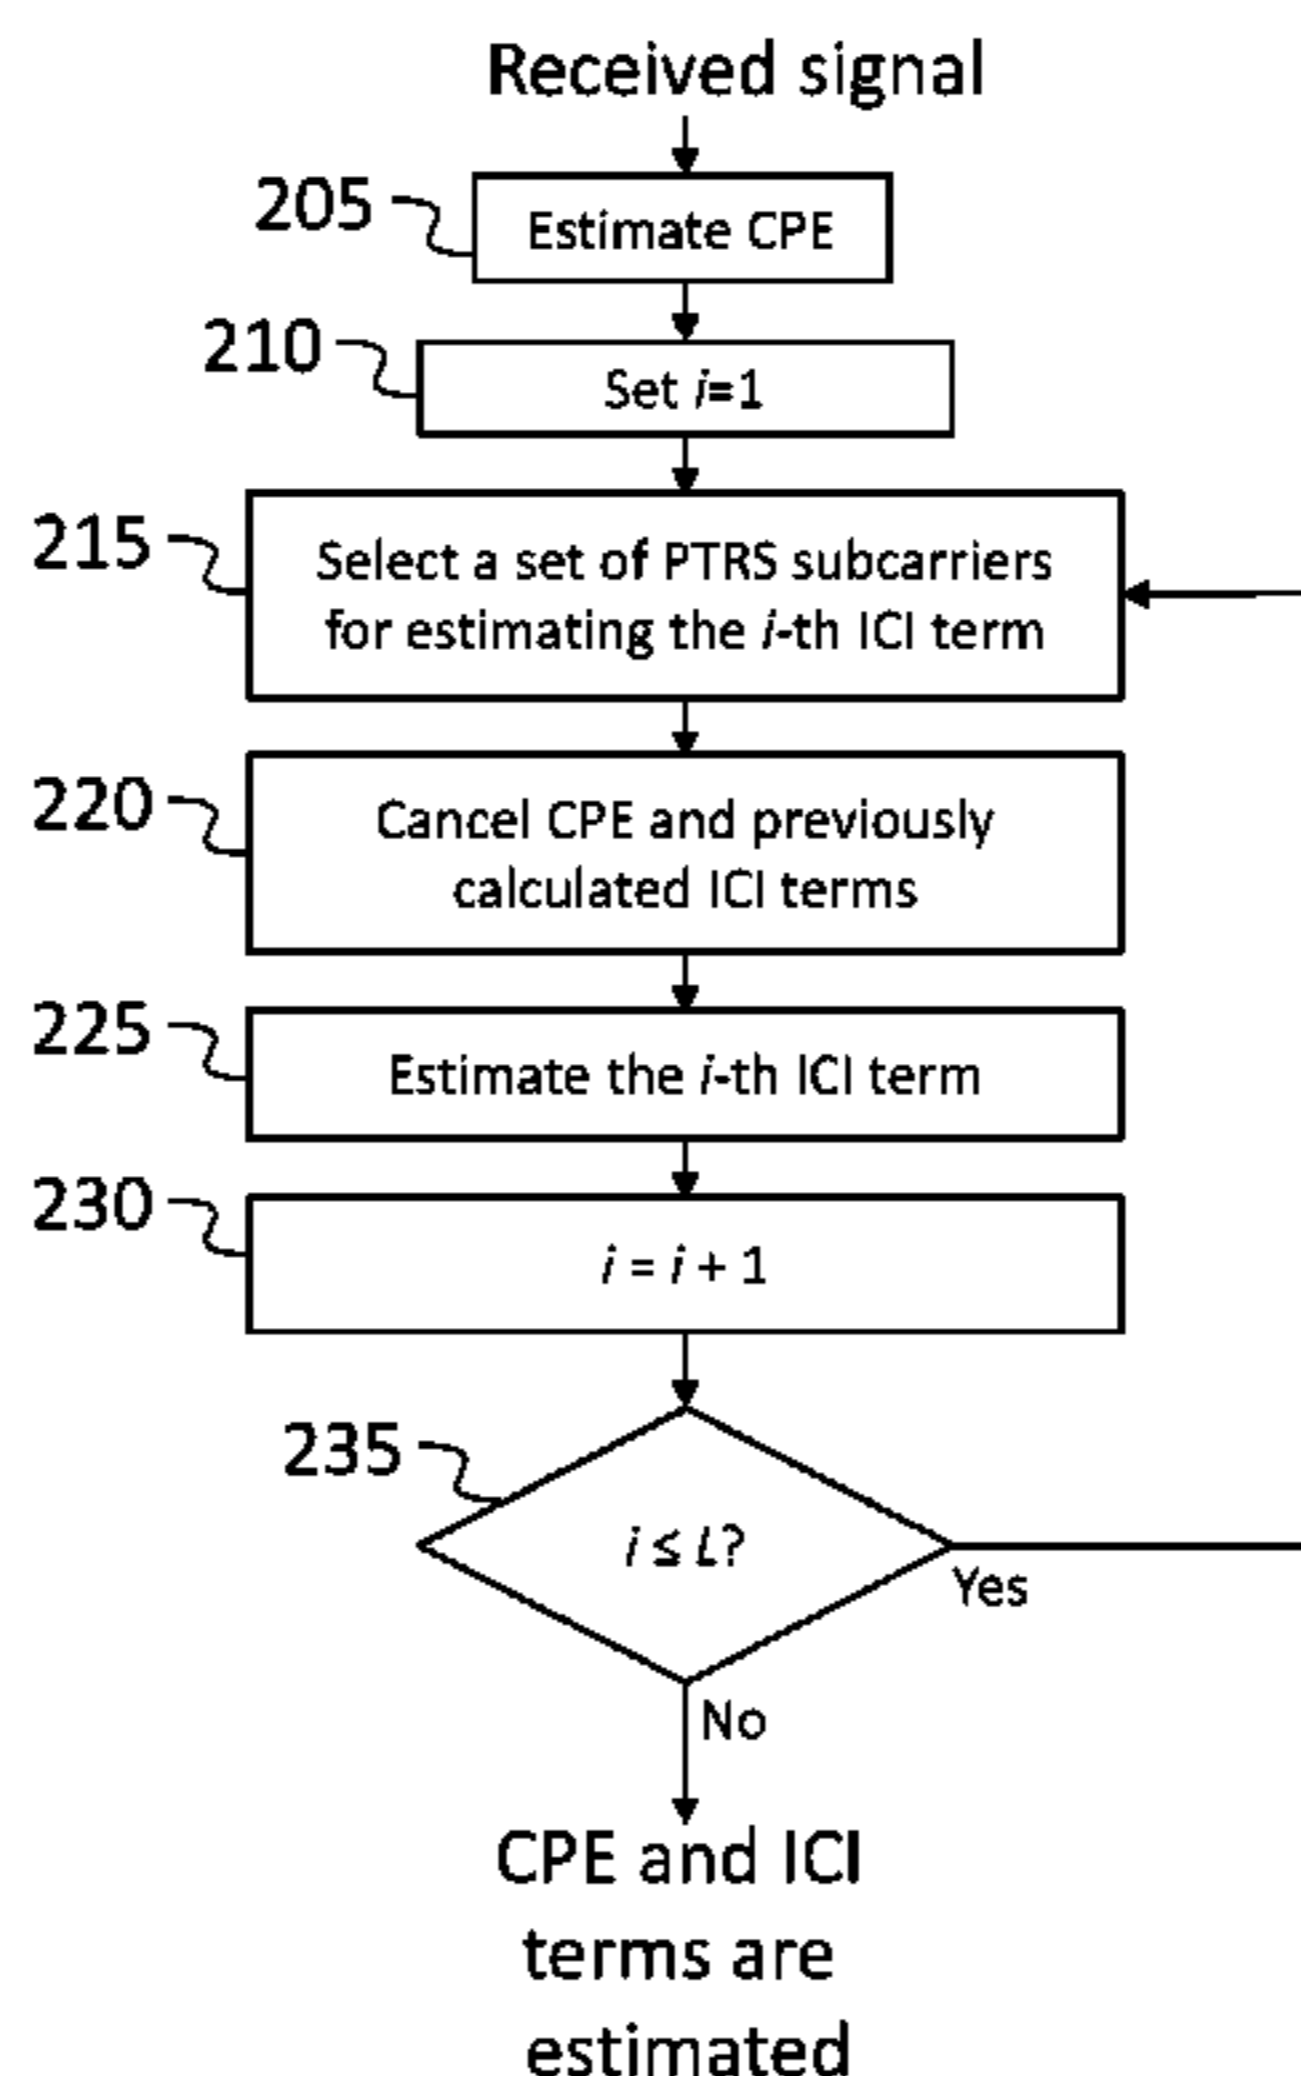 Received signal
205
Estimate CPE
210
Set i=1
215
Select a set of PTRS subcarriers
for estimating the i-th ICI term
220
Cancel CPE and previously
calculated ICI terms
225
Estimate the i-th ICI term
230
i = i + 1
235
i ≤ L?
Yes
No
CPE and ICI
terms are
estimated